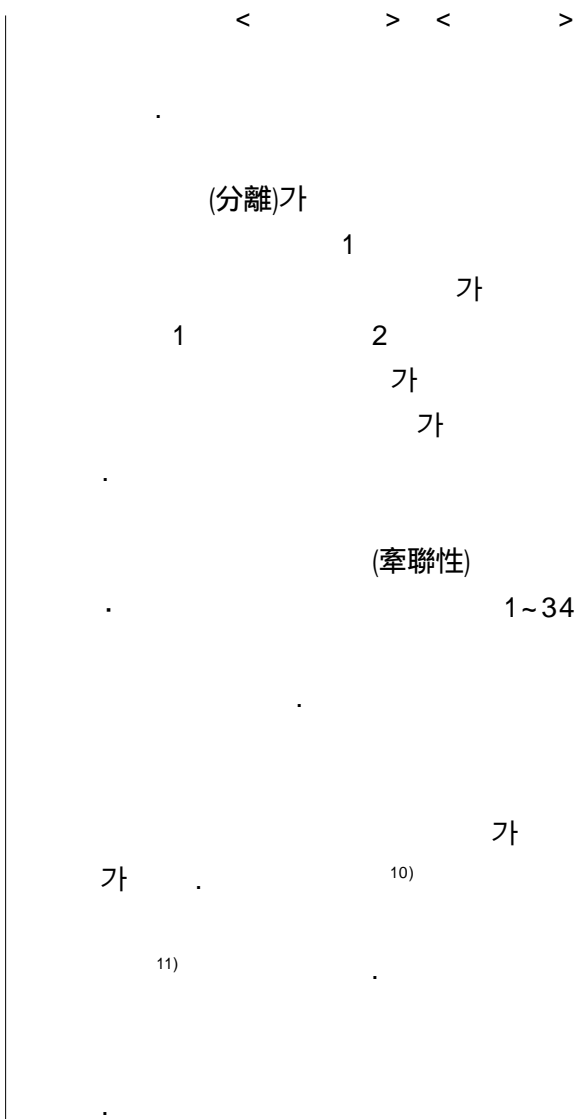 < > < >
.
(分離)가
1
가
1 2
가
가
.
(牽聯性)
. 1~34
.
가
가 . 10)
11) .
.